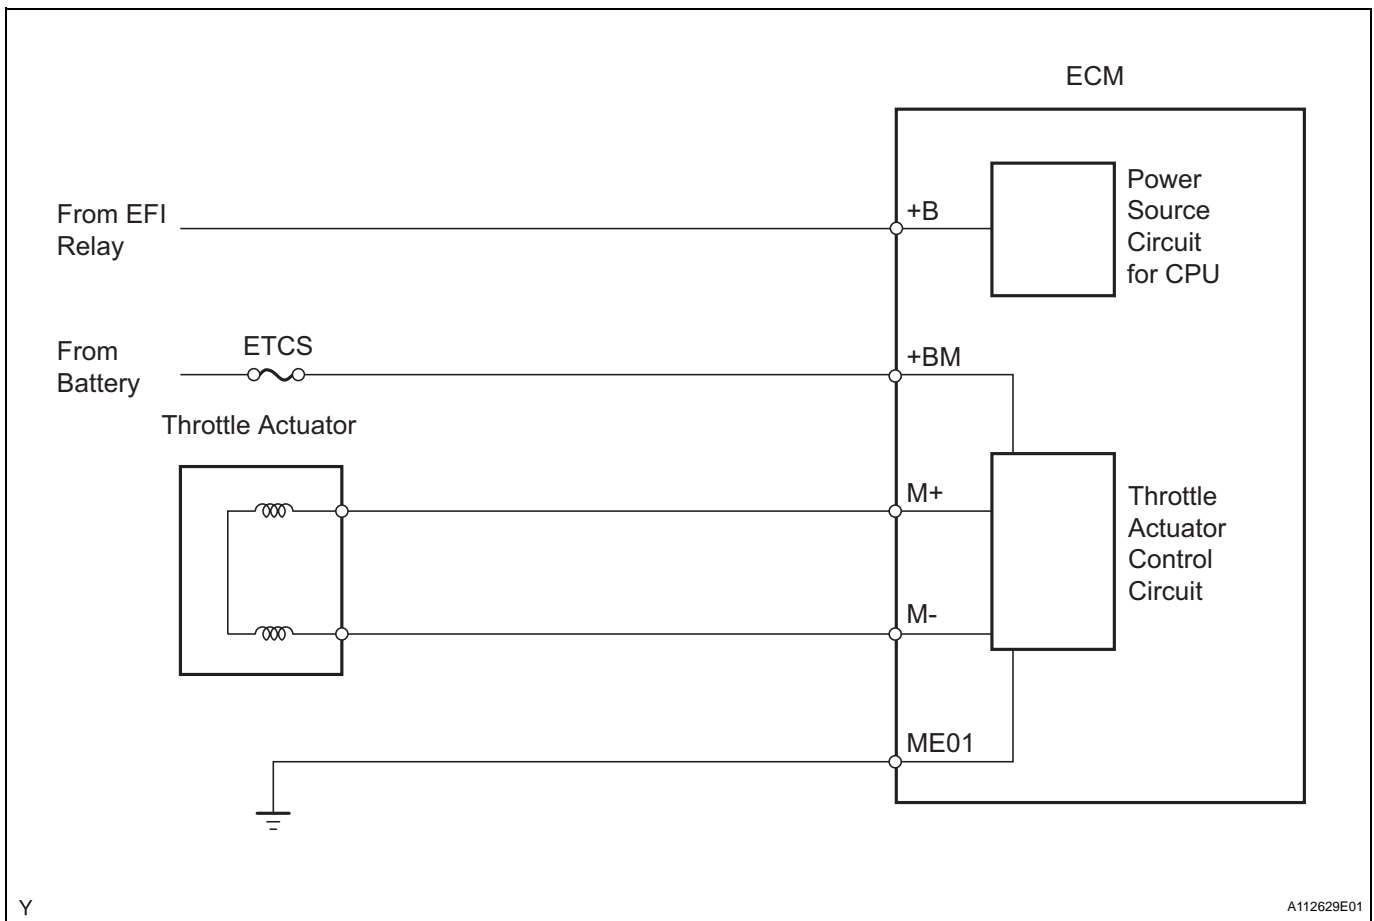 ECM
Power
Source
Circuit
for CPU
+B
From EFI
Relay
ETCS
+BM
From
Battery
Throttle Actuator
M+
Throttle
Actuator
Control
Circuit
M-
ME01
Y
A112629E01